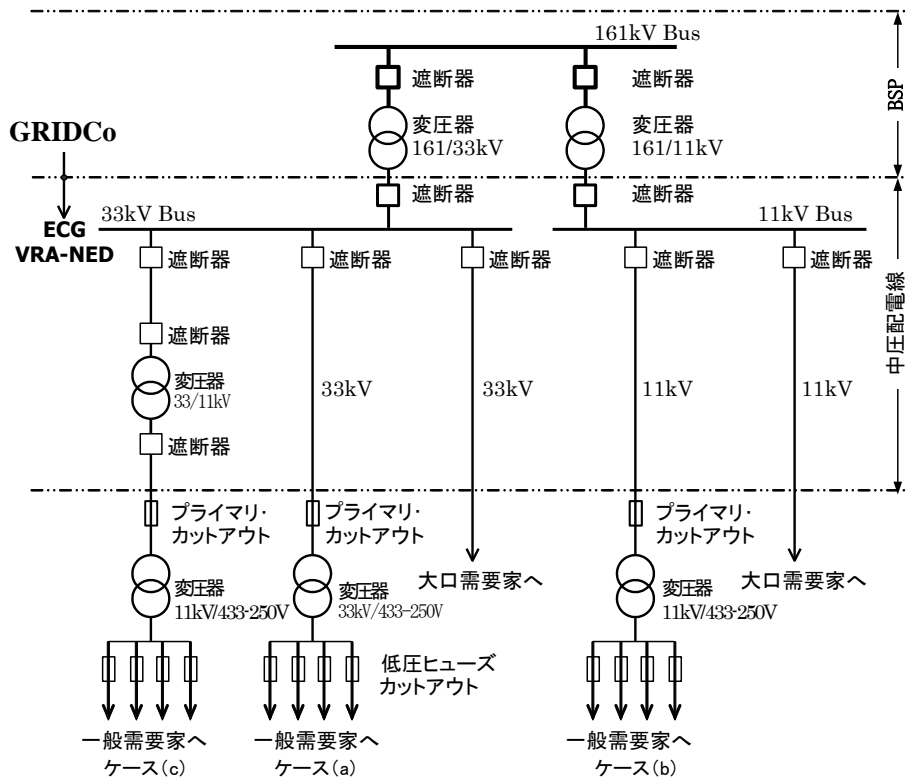 161kV Bus
遮断器
遮断器
BSP
変圧器
161/33kV
変圧器
161/11kV
GRIDCo
遮断器
遮断器
ECG
VRA-NED
33kV Bus
11kV Bus
遮断器
遮断器
遮断器
遮断器
遮断器
中圧配電線
遮断器
変圧器
33/11kV
33kV
33kV
11kV
11kV
遮断器
プライマリ・
カットアウト
プライマリ・
カットアウト
プライマリ・
カットアウト
大口需要家へ
大口需要家へ
変圧器
11kV/433-250V
変圧器
33kV/433-250V
変圧器
11kV/433-250V
低圧ヒューズ
カットアウト
一般需要家へ
ケース(c)
一般需要家へ
ケース(a)
一般需要家へ
ケース(b)